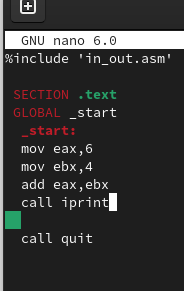 GNU nano 6.0
%include 'in_out.asm'
SECTION .text
GLOBAL _start
_start:
mov eax,6
mov ebx,4
add eax,ebx
call iprint
call quit